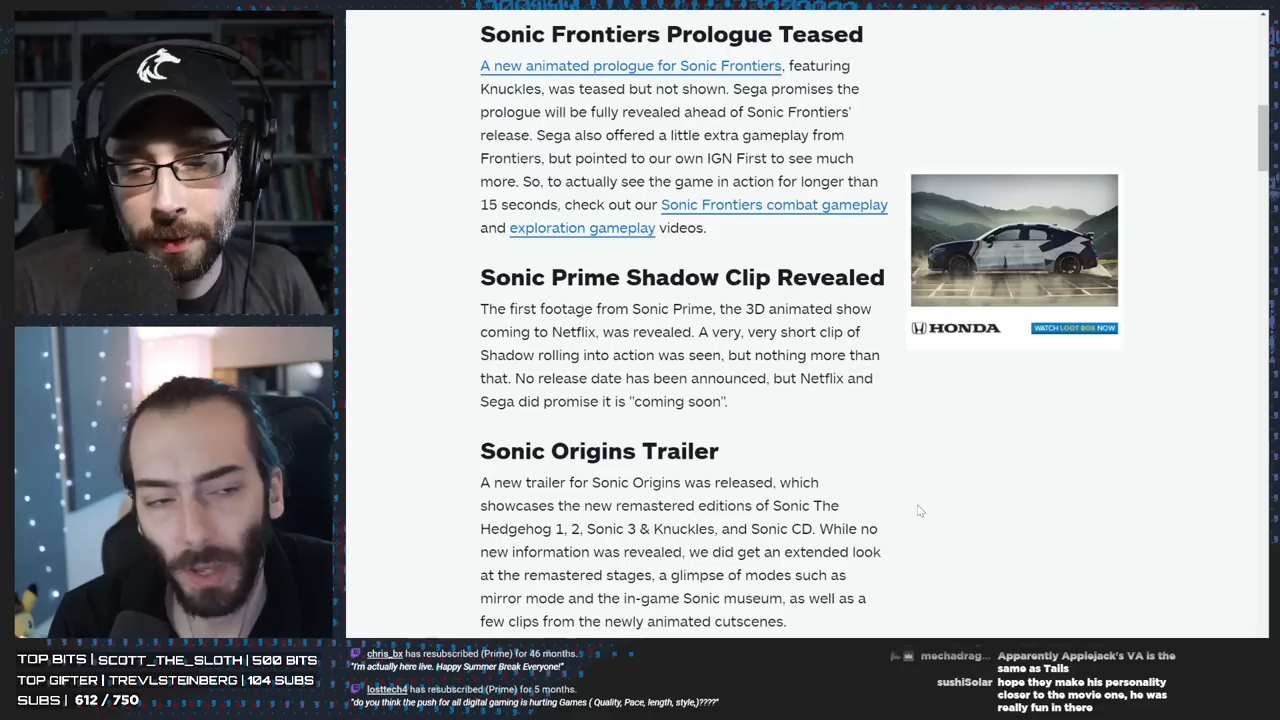 Sonic Frontiers Prologue Teased
A new animated prologue for Sonic Frontiers, featuring
Knuckles, was teased but not shown. Sega promises the
prologue will be fully revealed ahead of Sonic Frontiers'
release. Sega also offered a little extra gameplay from
Frontiers, but pointed to our own IGN First to see much
more. So, to actually see the game in action for longer than
15 seconds, check out our Sonic Frontiers combat gameplay
and exploration gameplay videos.
Sonic Prime Shadow Clip Revealed
The first footage from Sonic Prime, the 3D animated show
coming to Netflix, was revealed. A very, very short clip of
Shadow rolling into action was seen, but nothing more than
that. No release date has been announced, but Netflix and
Sega did promise it is "coming soon".
Sonic Origins Trailer
A new trailer for Sonic Origins was released, which
showcases the new remastered editions of Sonic The
Hedgehog 1, 2, Sonic 3 & Knuckles, and Sonic CD. While no
new information was revealed, we did get an extended look
at the remastered stages, a glimpse of modes such as
mirror mode and the in-game Sonic museum, as well as a
few clips from the newly animated cutscenes.
HONDA
WATCH LOOT BOX NOW
TOP BITS | SCOTT_THE_SLOTH | 500 BITS
TOP GIFTER | TREVLSTEINBERG | 104 SUBS
SUBS | 612 / 750
chris_bx has resubscribed (Prime) for 46 months.
"I'm actually here live. Happy Summer Break Everyone!"
losttech4 has resubscribed (Prime) for 5 months.
"do you think the push for all digital gaming is hurting Games ( Quality, Pace, length, style,)????"
mechadrag... Apparently Applejack's VA is the
same as Tails
sushiSolar hope they make his personality
closer to the movie one, he was
really fun in there